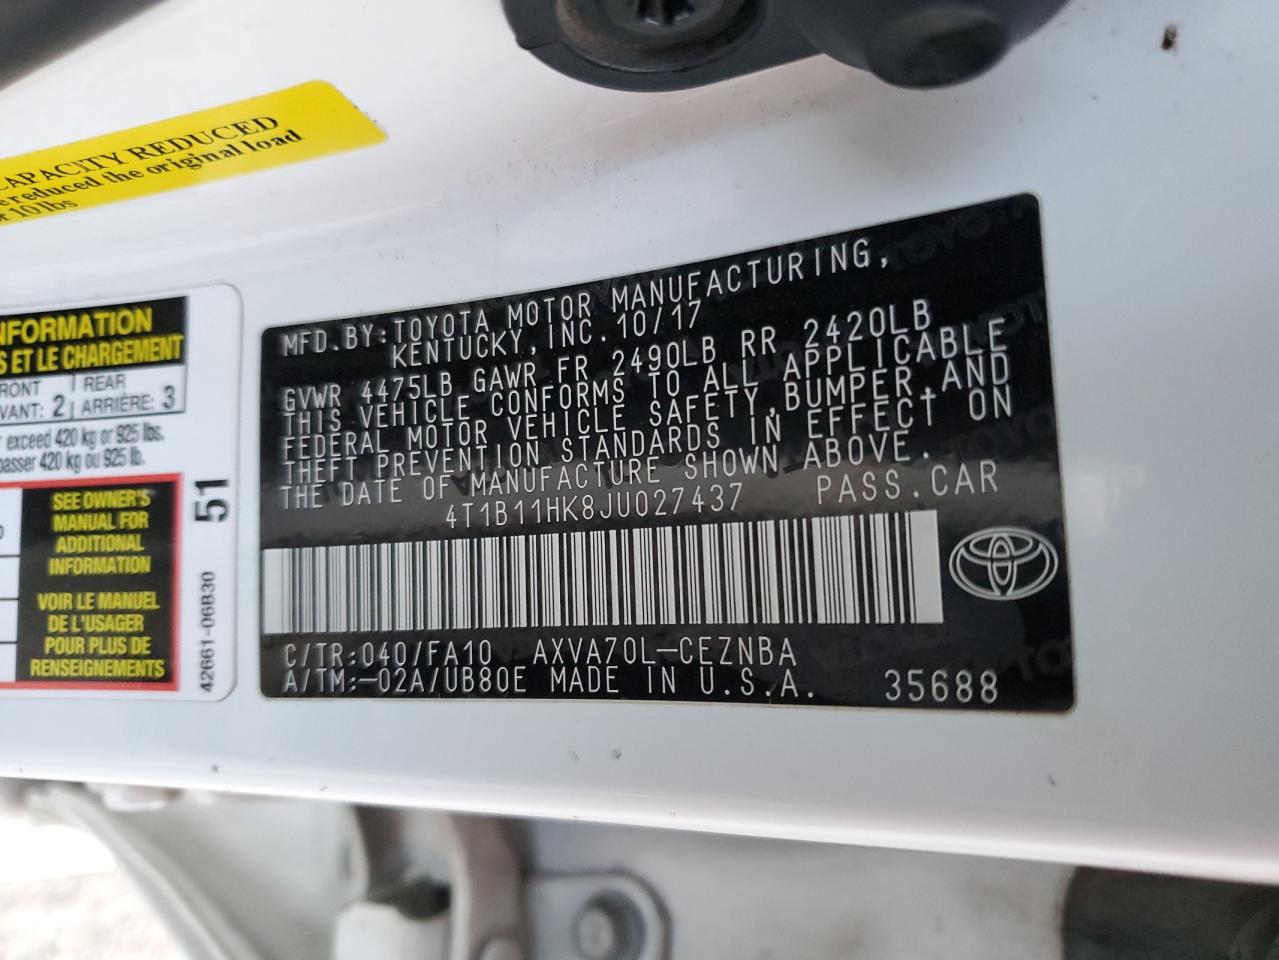 CAPACITY REDUCED
reduced the original load
10 lbs
INFORMATION
S ET LE CHARGEMENT
FRONT REAR
VANT: 2 ARRIÈRE: 3
r exceed 420 kg or 925 lbs.
passer 420 kg ou 925 lb.
SEE OWNER'S
MANUAL FOR
ADDITIONAL
INFORMATION
VOIR LE MANUEL
DE L'USAGER
POUR PLUS DE
RENSEIGNEMENTS
51
42661-06B30
MFD.BY:TOYOTA MOTOR MANUFACTURING,
KENTUCKY,INC. 10/17
GVWR 4475LB GAWR FR 2490LB RR 2420LB
THIS VEHICLE CONFORMS TO ALL APPLICABLE
FEDERAL MOTOR VEHICLE SAFETY,BUMPER,AND
THEFT PREVENTION STANDARDS IN EFFECT ON
THE DATE OF MANUFACTURE SHOWN ABOVE.
4T1B11HK8JU027437 PASS.CAR
C/TR:040/FA10 AXVA70L-CEZNBA
A/TM:-02A/UB80E MADE IN U.S.A. 35688